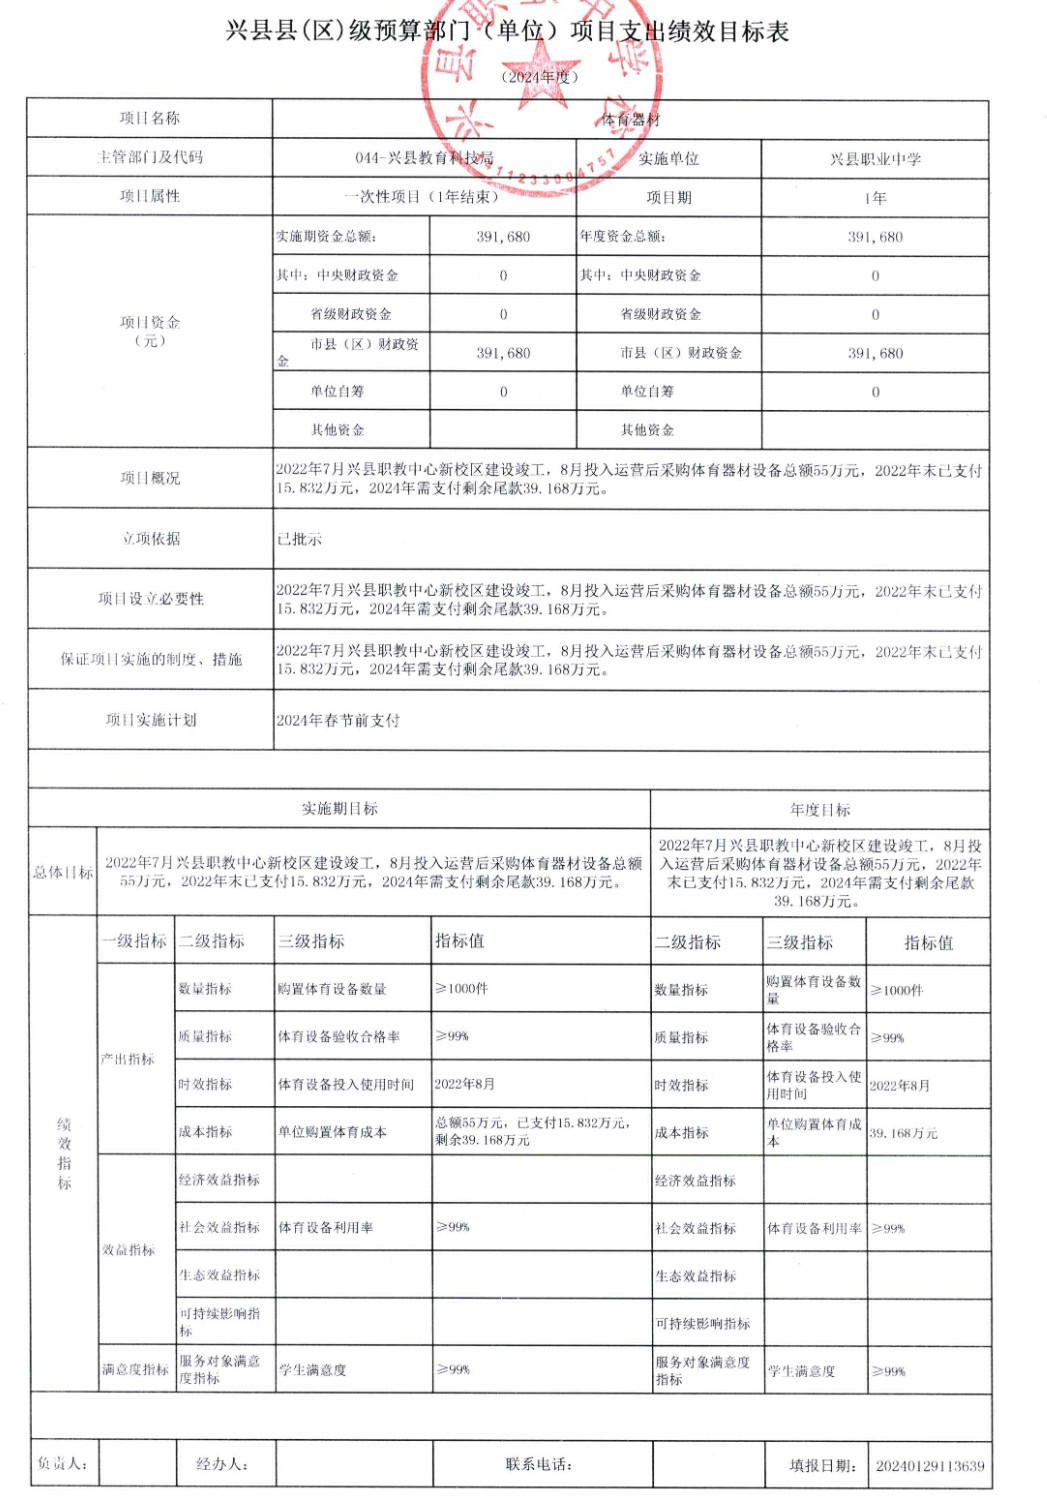 兴县县(区)级预算部门（单位）项目支出绩效目标表
（2024年度）
兴县职业中学校
1411233004757
项目名称 体育器材
主管部门及代码 044-兴县教育科技局 实施单位 兴县职业中学
项目属性 一次性项目（1年结束） 项目期 1年
项目资金
（元）
实施期资金总额： 391,680 年度资金总额： 391,680
其中：中央财政资金 0 其中：中央财政资金 0
省级财政资金 0 省级财政资金 0
市县（区）财政资
金 391,680 市县（区）财政资金 391,680
单位自筹 0 单位自筹 0
其他资金 其他资金
项目概况
2022年7月兴县职教中心新校区建设竣工，8月投入运营后采购体育器材设备总额55万元，2022年末已支付
15.832万元，2024年需支付剩余尾款39.168万元。
立项依据 已批示
项目设立必要性
2022年7月兴县职教中心新校区建设竣工，8月投入运营后采购体育器材设备总额55万元，2022年末已支付
15.832万元，2024年需支付剩余尾款39.168万元。
保证项目实施的制度、措施
2022年7月兴县职教中心新校区建设竣工，8月投入运营后采购体育器材设备总额55万元，2022年末已支付
15.832万元，2024年需支付剩余尾款39.168万元。
项目实施计划 2024年春节前支付
实施期目标 年度目标
总体目标
2022年7月兴县职教中心新校区建设竣工，8月投入运营后采购体育器材设备总额
55万元，2022年末已支付15.832万元，2024年需支付剩余尾款39.168万元。
2022年7月兴县职教中心新校区建设竣工，8月投
入运营后采购体育器材设备总额55万元，2022年
末已支付15.832万元，2024年需支付剩余尾款
39.168万元。
绩
效
指
标
一级指标 二级指标 三级指标 指标值 二级指标 三级指标 指标值
产出指标
数量指标 购置体育设备数量 ≥1000件 数量指标 购置体育设备数
量 ≥1000件
质量指标 体育设备验收合格率 ≥99% 质量指标 体育设备验收合
格率 ≥99%
时效指标 体育设备投入使用时间 2022年8月 时效指标 体育设备投入使
用时间 2022年8月
成本指标 单位购置体育成本 总额55万元，已支付15.832万元，
剩余39.168万元 成本指标 单位购置体育成
本 39.168万元
效益指标
经济效益指标 经济效益指标
社会效益指标 体育设备利用率 ≥99% 社会效益指标 体育设备利用率 ≥99%
生态效益指标 生态效益指标
可持续影响指
标 可持续影响指标
满意度指标 服务对象满意
度指标 学生满意度 ≥99% 服务对象满意度
指标 学生满意度 ≥99%
负责人： 经办人： 联系电话： 填报日期： 20240129113639